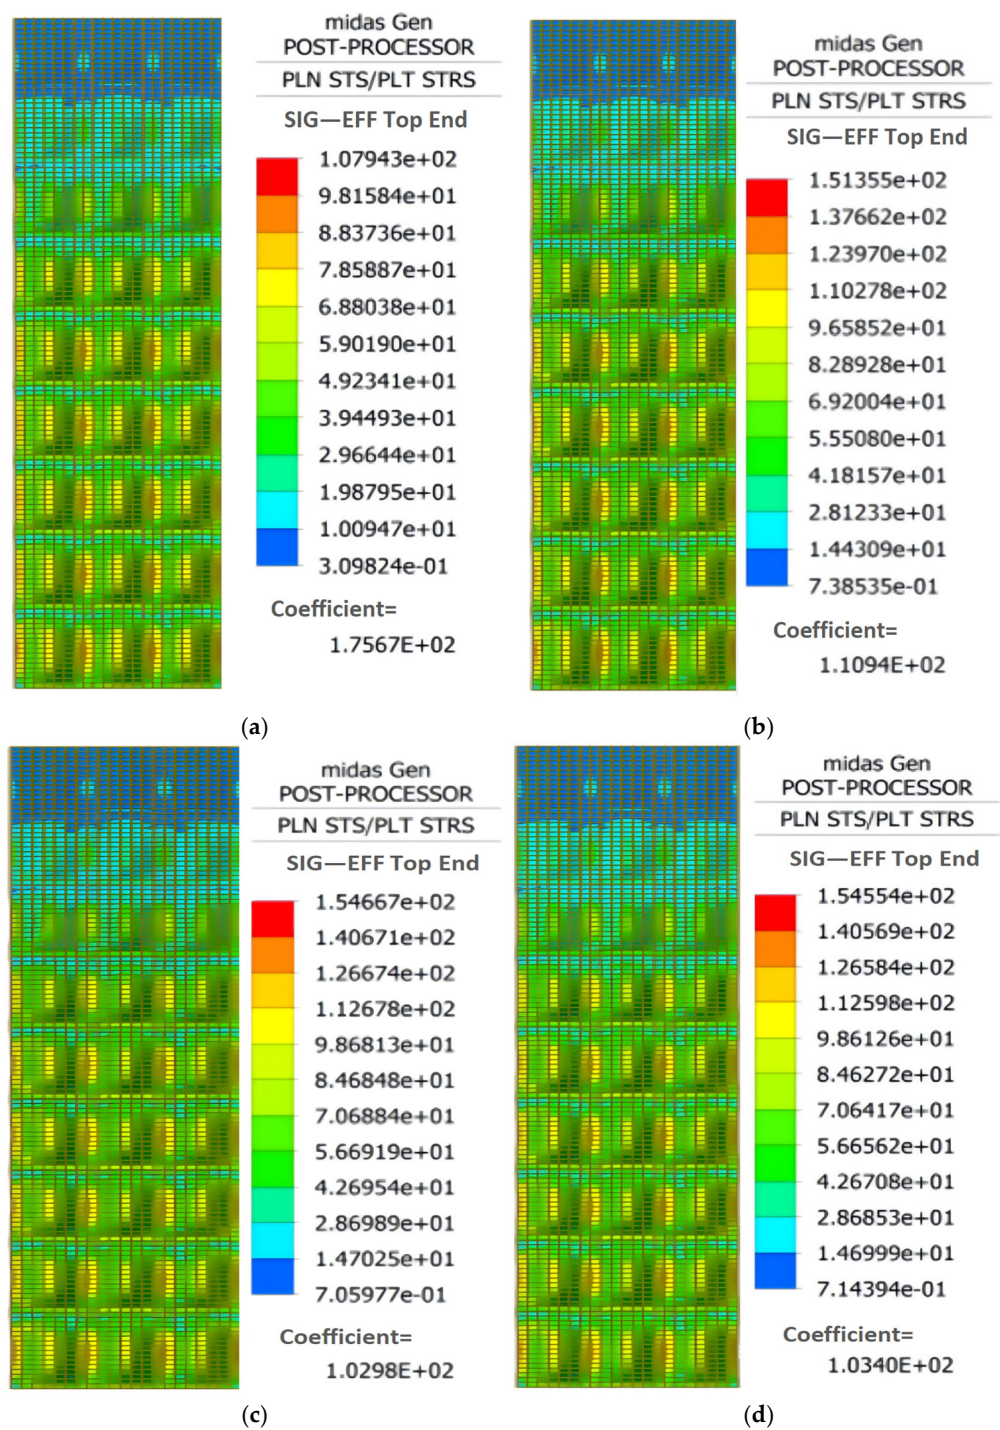 midas Gen
POST-PROCESSOR
PLN STS/PLT STRS
SIG—EFF Top End
1.07943e+02
9.81584e+01
8.83736e+01
7.85887e+01
6.88038e+01
5.90190e+01
4.92341e+01
3.94493e+01
2.96644e+01
1.98795e+01
1.00947e+01
3.09824e-01
Coefficient=
1.7567E+02
(a)
midas Gen
POST-PROCESSOR
PLN STS/PLT STRS
SIG—EFF Top End
1.51355e+02
1.37662e+02
1.23970e+02
1.10278e+02
9.65852e+01
8.28928e+01
6.92004e+01
5.55080e+01
4.18157e+01
2.81233e+01
1.44309e+01
7.38535e-01
Coefficient=
1.1094E+02
(b)
midas Gen
POST-PROCESSOR
PLN STS/PLT STRS
SIG—EFF Top End
1.54667e+02
1.40671e+02
1.26674e+02
1.12678e+02
9.86813e+01
8.46848e+01
7.06884e+01
5.66919e+01
4.26954e+01
2.86989e+01
1.47025e+01
7.05977e-01
Coefficient=
1.0298E+02
(c)
midas Gen
POST-PROCESSOR
PLN STS/PLT STRS
SIG—EFF Top End
1.54554e+02
1.40569e+02
1.26584e+02
1.12598e+02
9.86126e+01
8.46272e+01
7.06417e+01
5.66562e+01
4.26708e+01
2.86853e+01
1.46999e+01
7.14394e-01
Coefficient=
1.0340E+02
(d)